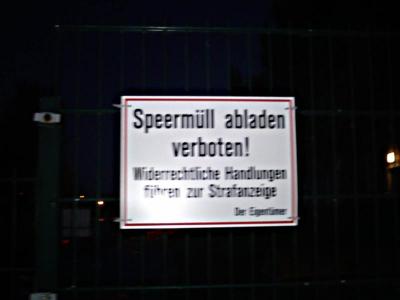 Speermüll abladen
verboten!
Widerrechtliche Handlungen
führen zur Strafanzeige
Der Eigentümer